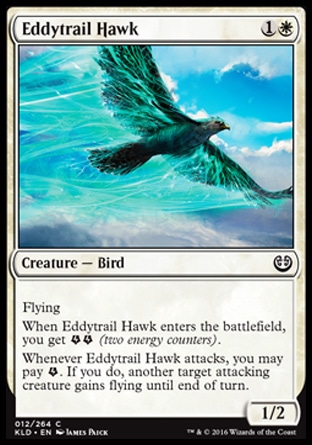 Eddytrail Hawk 1
Creature — Bird
Flying
When Eddytrail Hawk enters the battlefield,
you get (two energy counters).
Whenever Eddytrail Hawk attacks, you may
pay . If you do, another target attacking
creature gains flying until end of turn.
1/2
012/264 C
KLD • EN James Paick
™ & © 2016 Wizards of the Coast